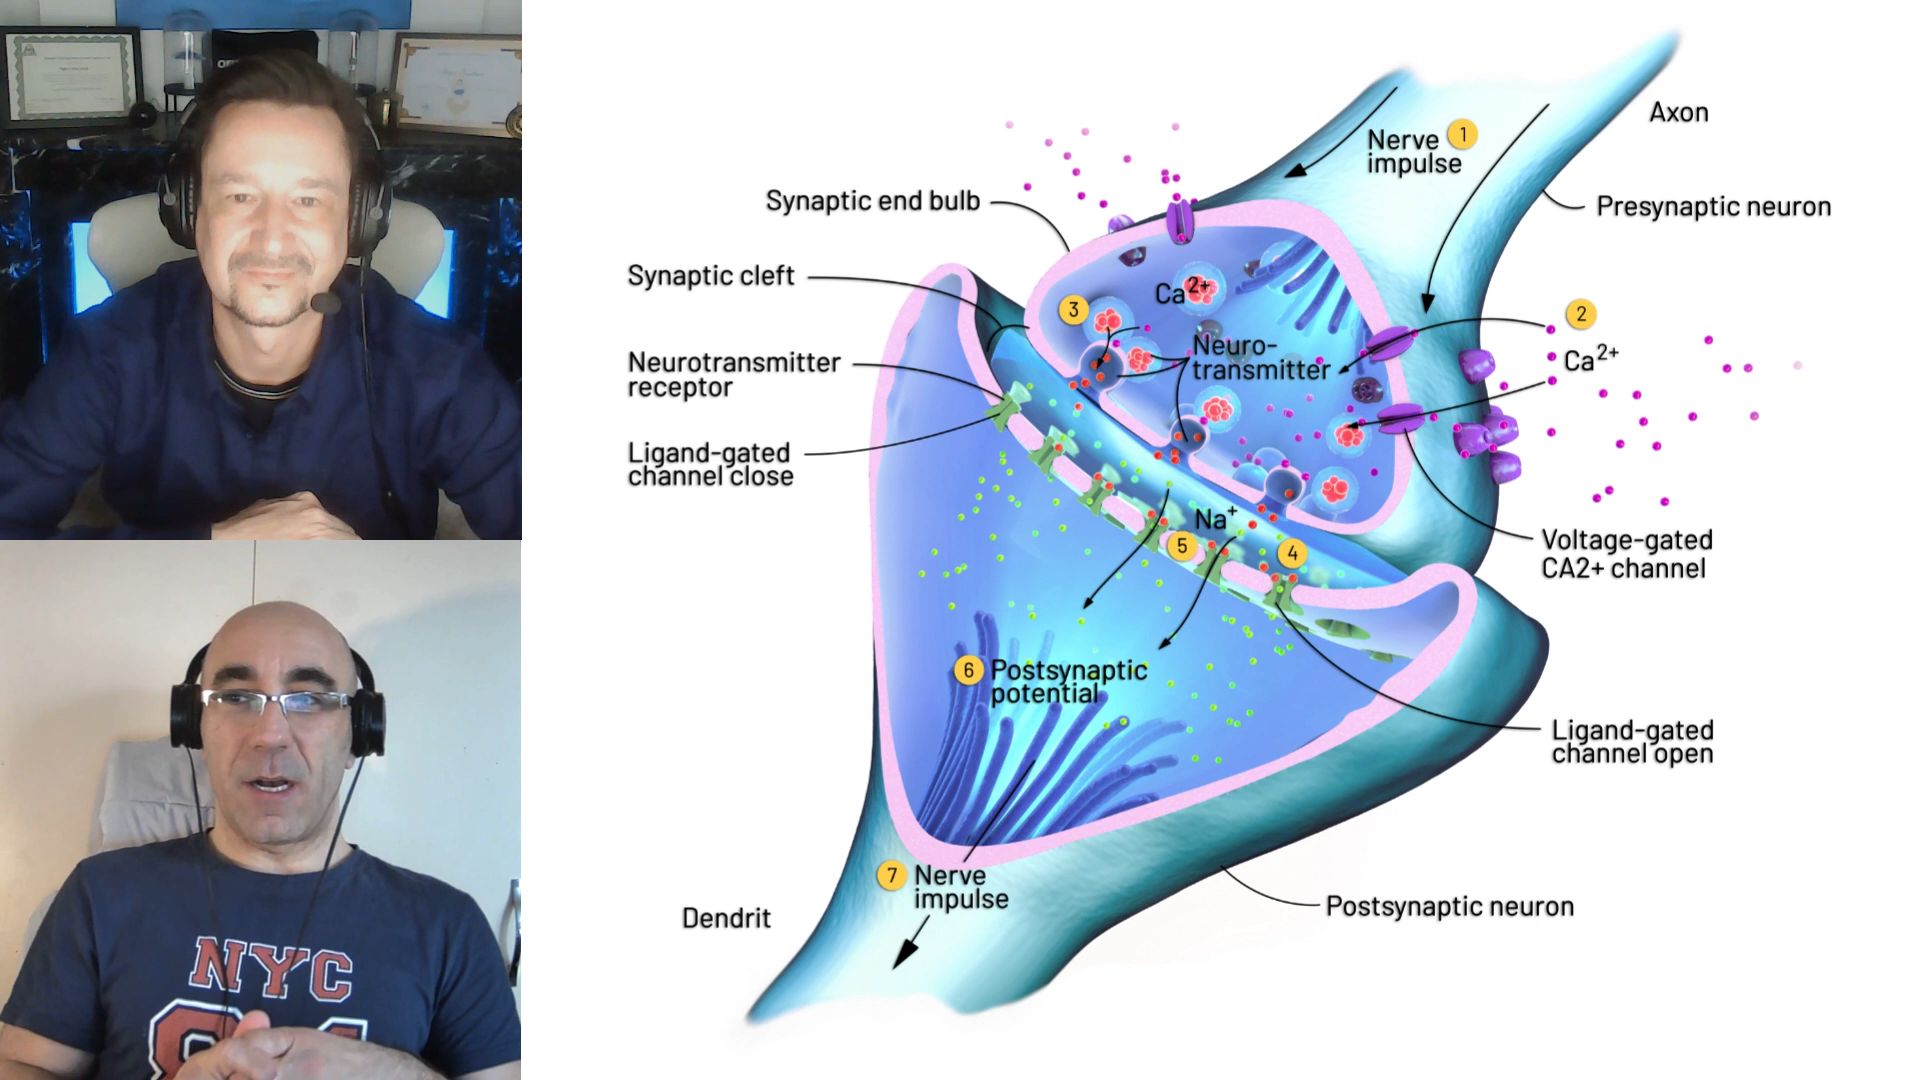 Axon
Nerve 1
impulse
Presynaptic neuron
Synaptic end bulb
Synaptic cleft
Neurotransmitter
receptor
Ligand-gated
channel close
3
Ca2+
Neuro-
transmitter
2
Ca2+
Na+
5
4
Voltage-gated
CA2+ channel
6 Postsynaptic
potential
Ligand-gated
channel open
7 Nerve
impulse
Dendrit
Postsynaptic neuron
NYC